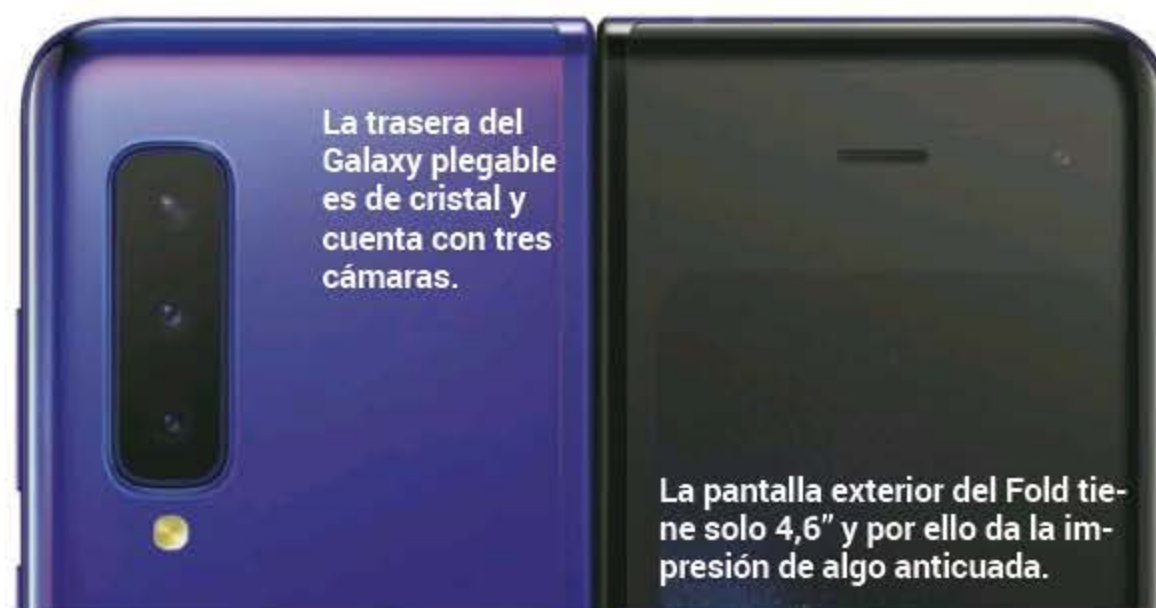 La trasera del
Galaxy plegable
es de cristal y
cuenta con tres
cámaras.
La pantalla exterior del Fold tie-
ne solo 4,6” y por ello da la im-
presión de algo anticuada.